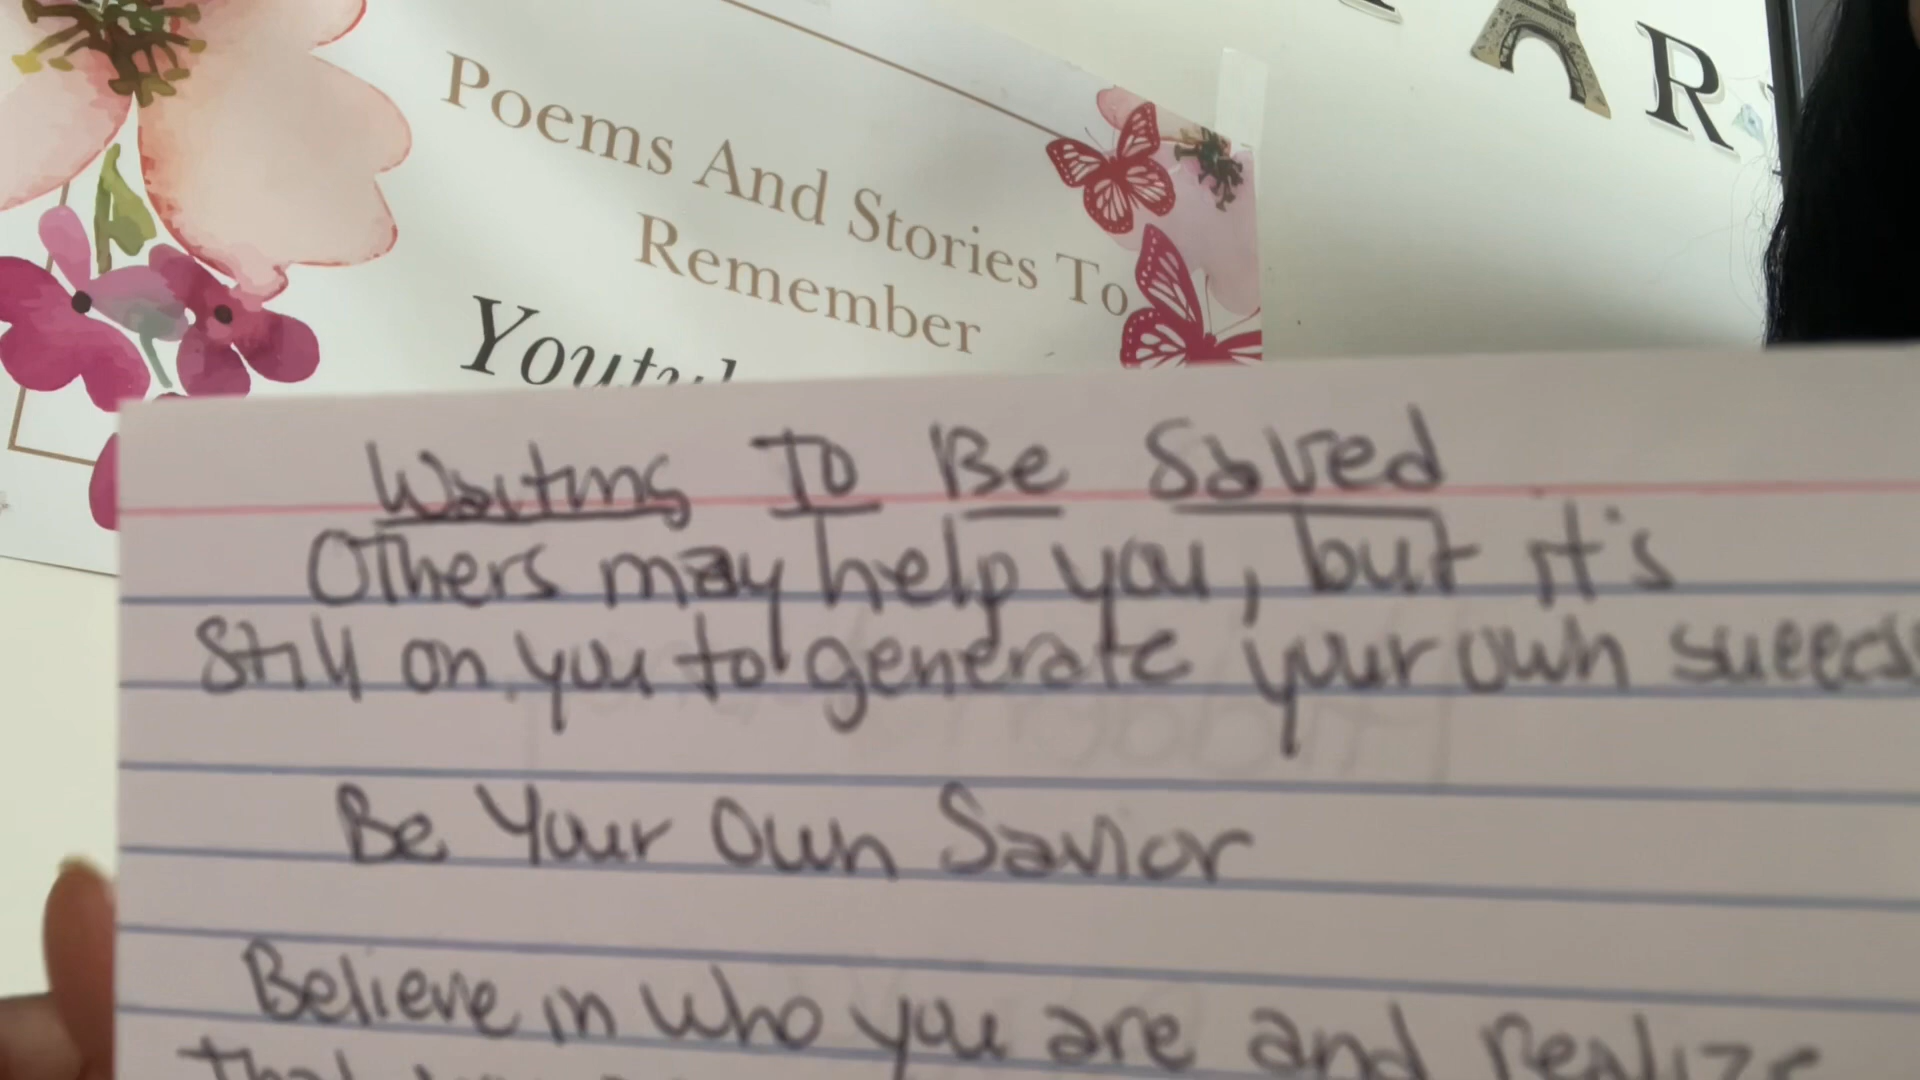 Poems And Stories To
Remember
R
Waiting To Be Saved
Others may help you, but it's
Still on you to generate your own
Be Your Own Savior
Believe in who you are and realize